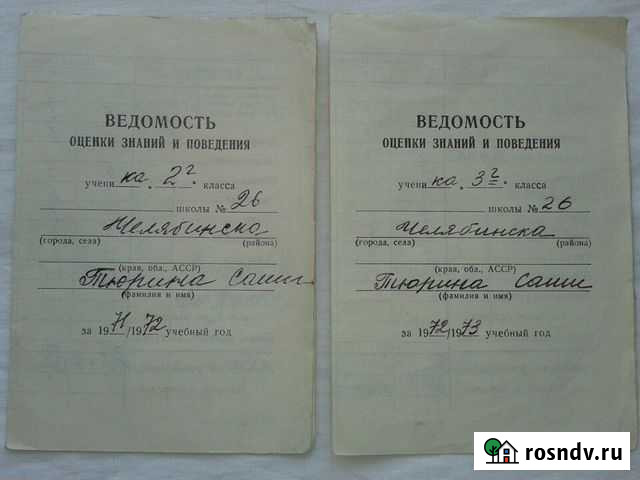 ВЕДОМОСТЬ
ОЦЕНКИ ЗНАНИЙ И ПОВЕДЕНИЯ
учени ка 2г класса
школы № 26
Челябинска
(города, села) (района)
(края, обл., АССР)
Тюрина Саши
(фамилия и имя)
за 1971/1972 учебный год
ВЕДОМОСТЬ
ОЦЕНКИ ЗНАНИЙ И ПОВЕДЕНИЯ
учени ка 3г класса
школы № 26
Челябинска
(города, села) (района)
(края, обл., АССР)
Тюрина Саши
(фамилия и имя)
за 1972/1973 учебный год
rosndv.ru